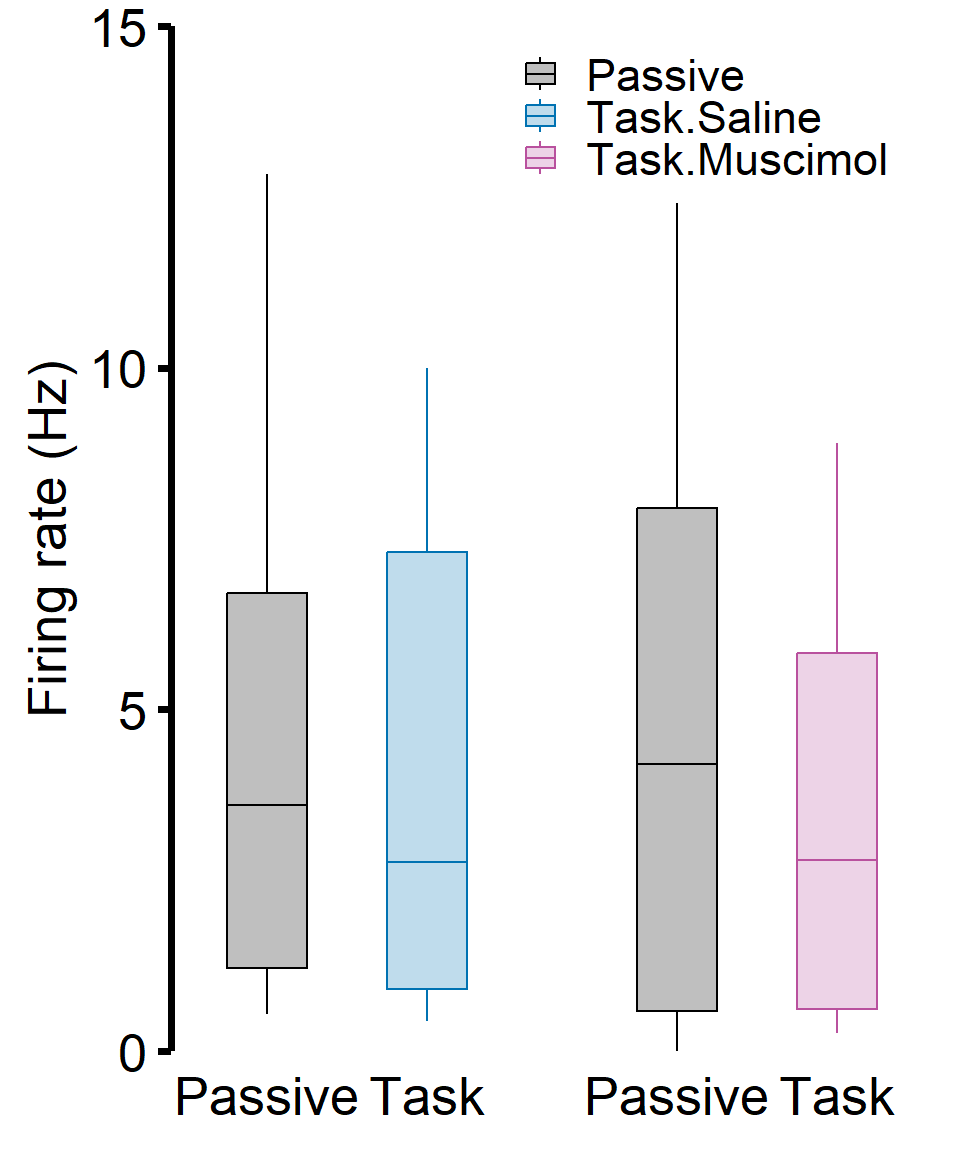 15
Passive
Task.Saline
Task.Muscimol
10
Firing rate (Hz)
5
0
Passive Task Passive Task